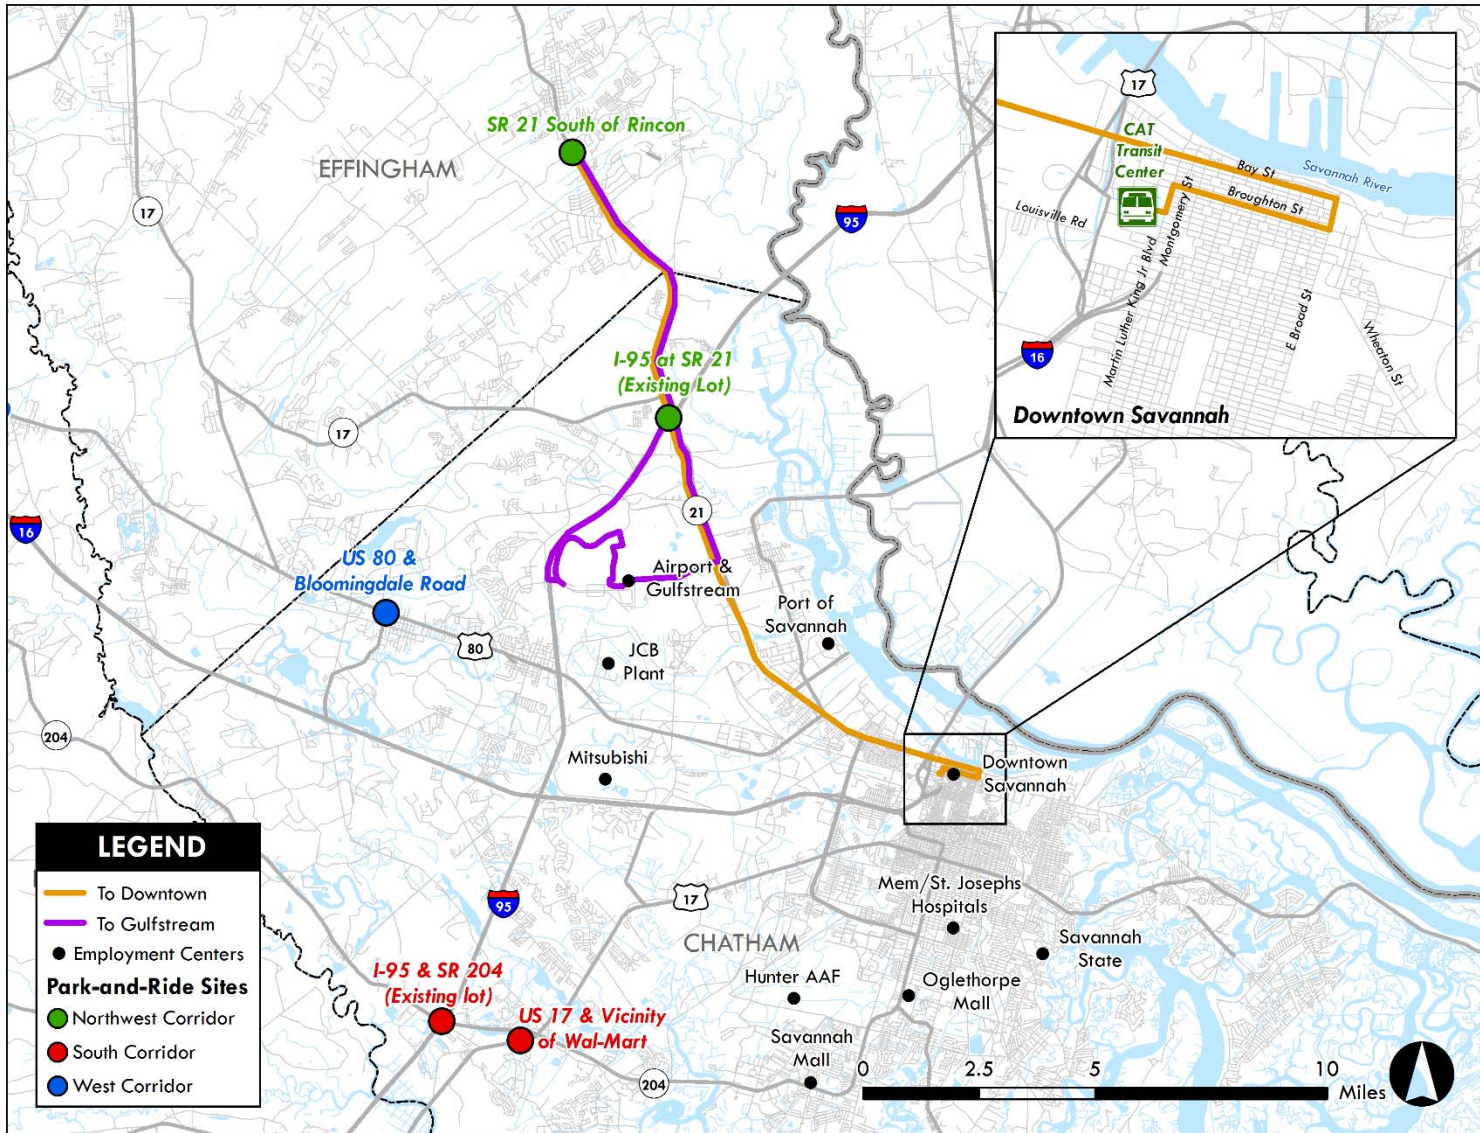 SR 21 South of Rincon
EFFINGHAM
17
95
I-95 at SR 21
(Existing Lot)
17
16
21
US 80 &
Bloomingdale Road
Airport &
Gulfstream
Port of
Savannah
80
JCB
Plant
204
Mitsubishi
Downtown
Savannah
17
CAT
Transit
Center
Bay St
Savannah River
Broughton St
Louisville Rd
Montgomery St
Martin Luther King Jr Blvd
E Broad St
Wheaton St
16
Downtown Savannah
LEGEND
To Downtown
To Gulfstream
Employment Centers
Park-and-Ride Sites
Northwest Corridor
South Corridor
West Corridor
95
17
Mem/St. Josephs
Hospitals
CHATHAM
Savannah
State
I-95 & SR 204
(Existing lot)
Hunter AAF
Oglethorpe
Mall
US 17 & Vicinity
of Wal-Mart
Savannah
Mall
204
0
2.5
5
10
Miles